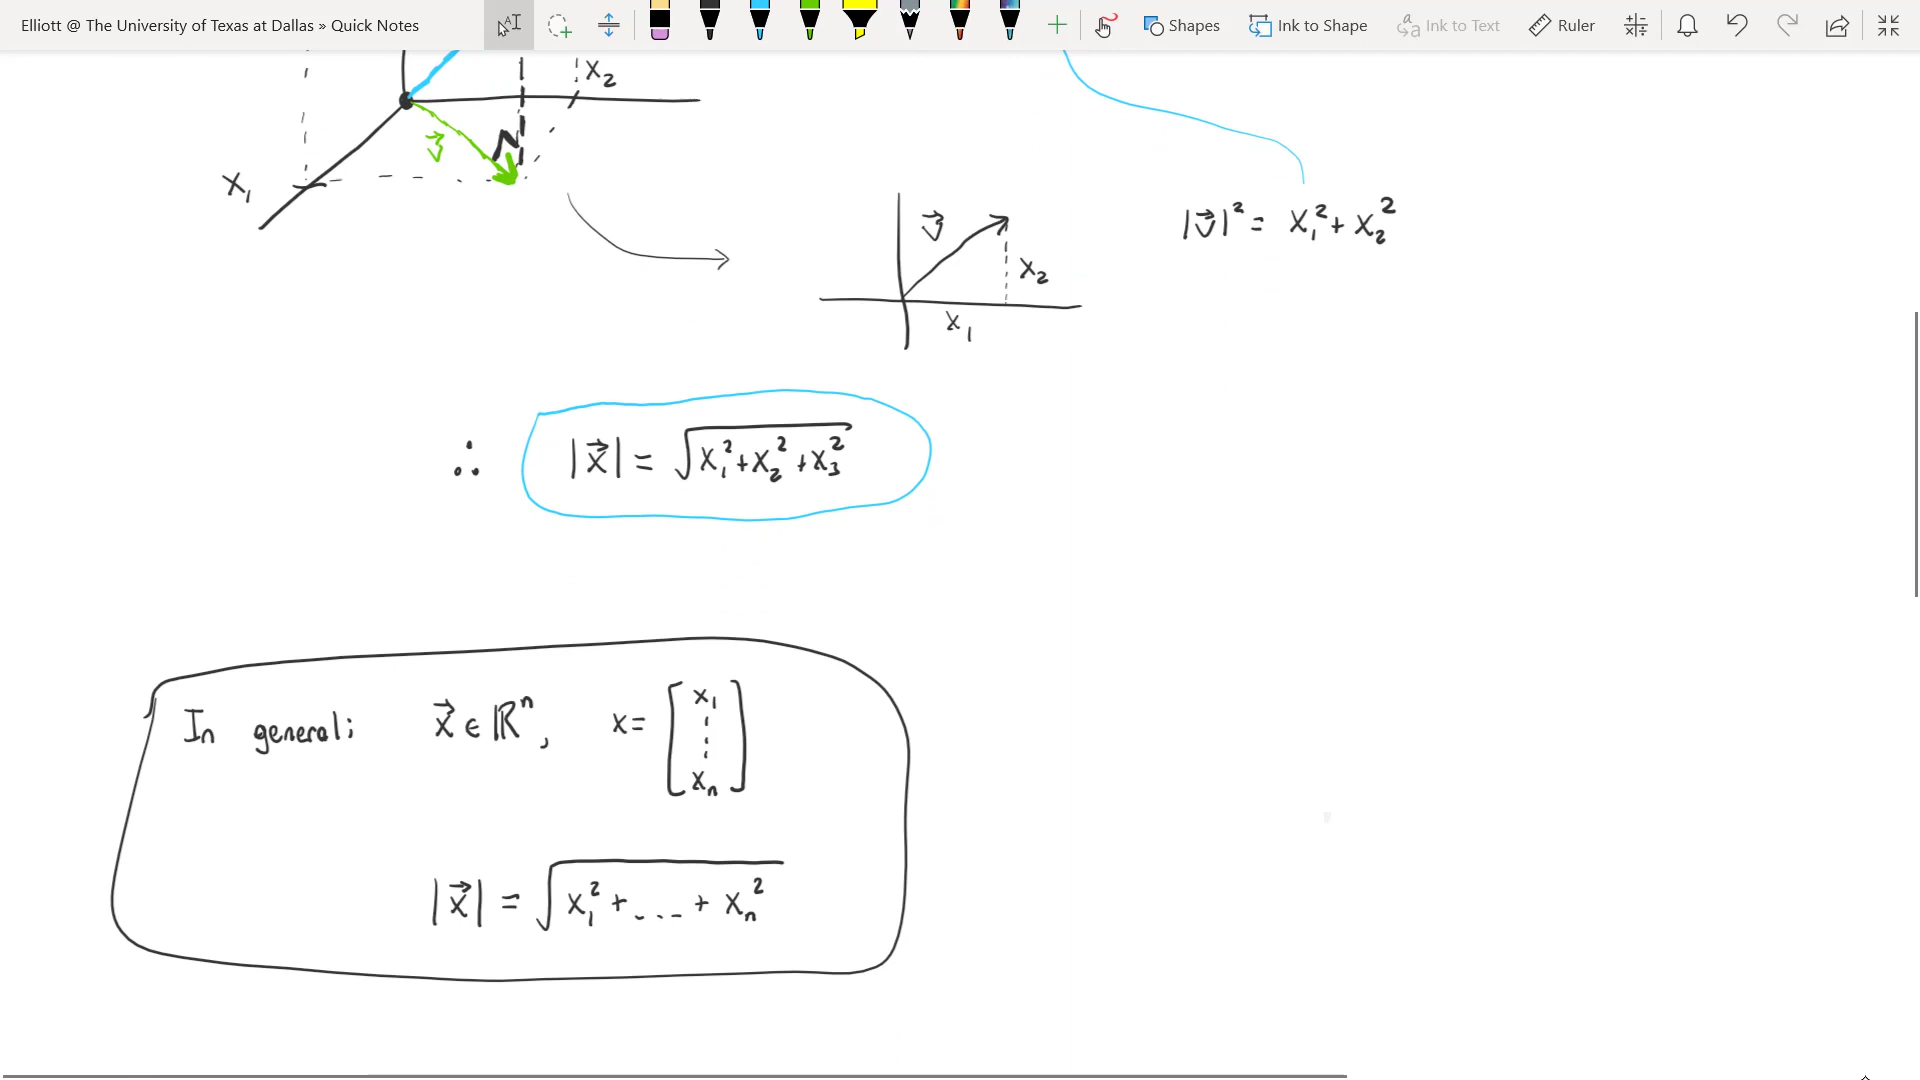 Elliott @ The University of Texas at Dallas » Quick Notes
Shapes
Ink to Shape
Ink to Text
Ruler
x₂
v⃗
x₁
v⃗
x₂
x₁
|v⃗|² = x₁² + x₂²
∴ |x⃗| = √(x₁² + x₂² + x₃²)
In general: x⃗ ∈ ℝⁿ, x = [x₁ ⋮ xₙ]
|x⃗| = √(x₁² + ... + xₙ²)